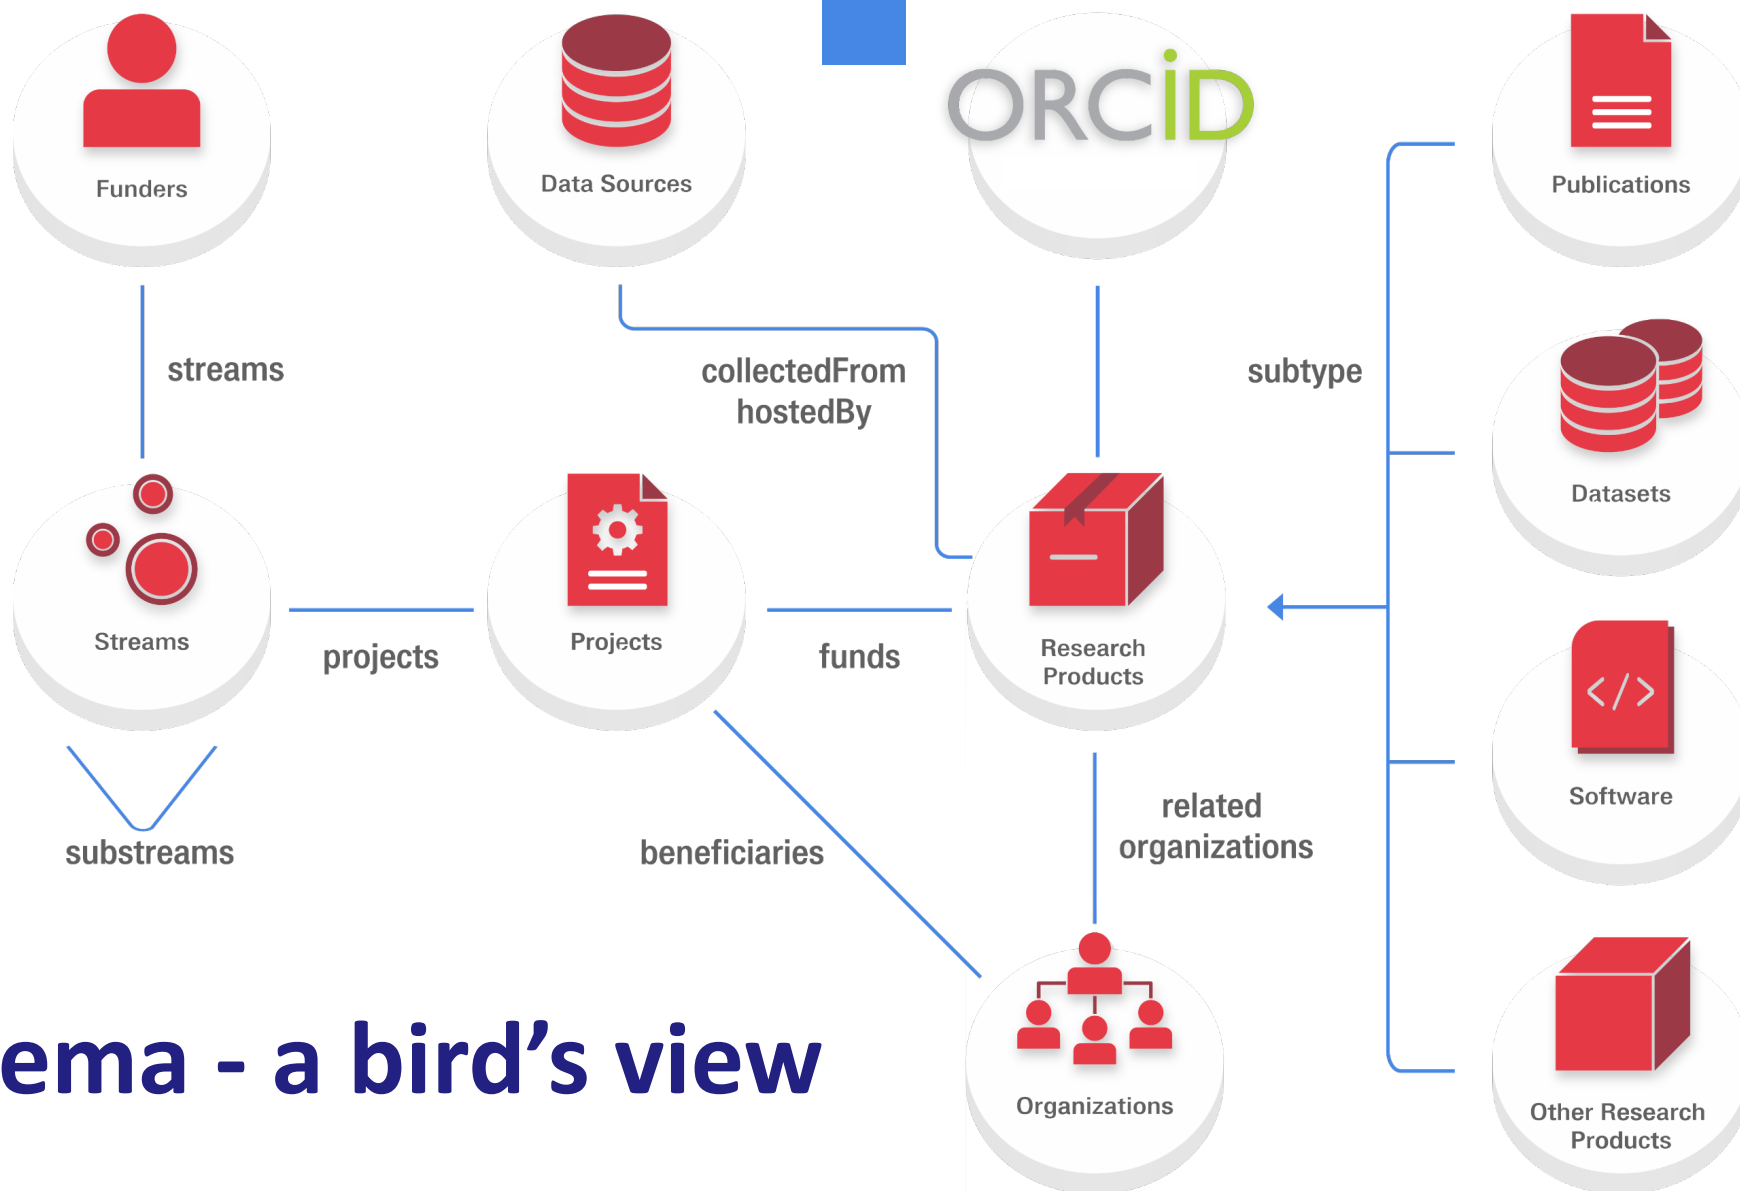 Funders
Data Sources
ORCiD
Publications
streams
collectedFrom
hostedBy
subtype
Datasets
Streams
projects
Projects
funds
Research
Products
</>
Software
substreams
beneficiaries
related
organizations
ema - a bird’s view
Organizations
Other Research
Products